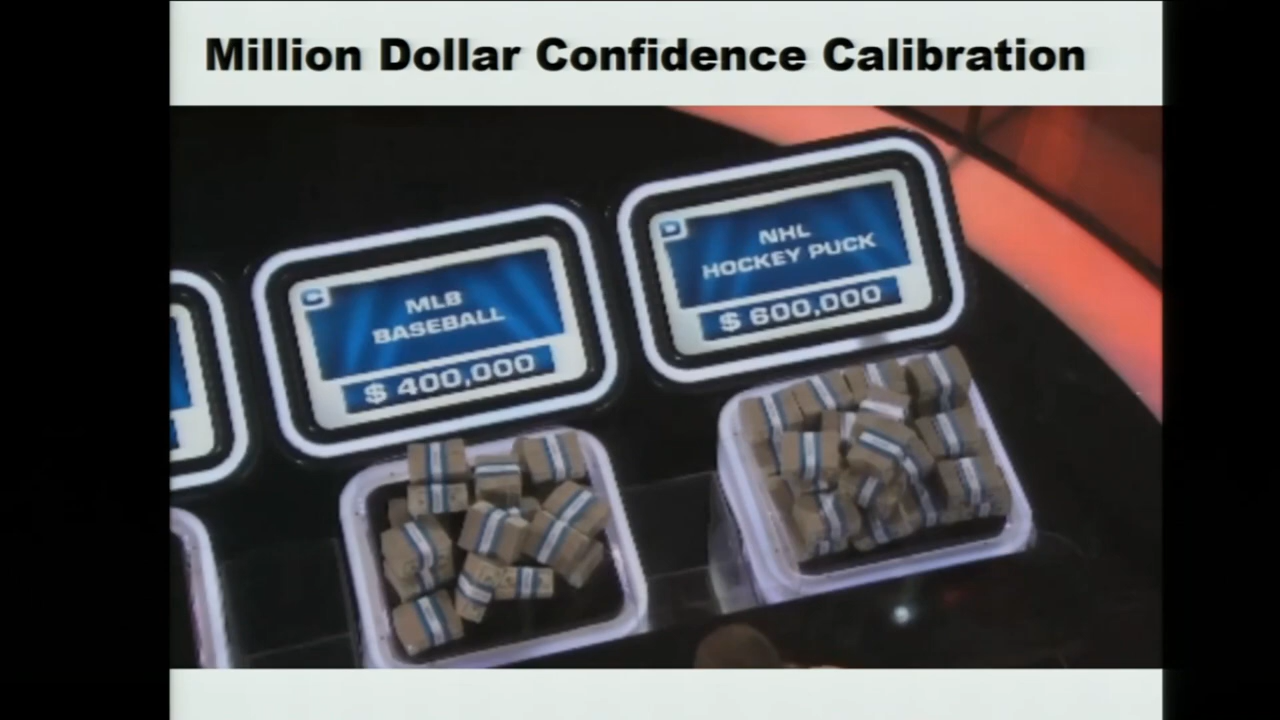 Million Dollar Confidence Calibration
C
MLB
BASEBALL
$ 400,000
D
NHL
HOCKEY PUCK
$ 600,000